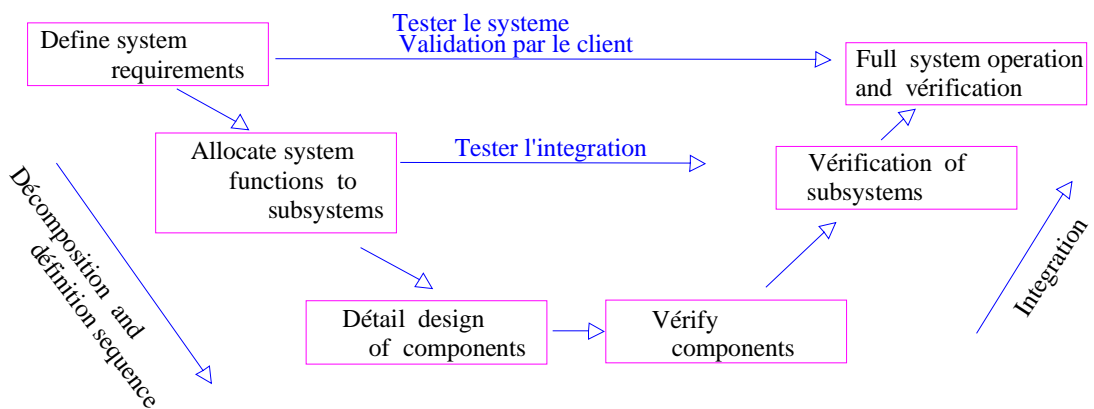 Define system
requirements
Tester le systeme
Validation par le client
Full system operation
and vérification
Allocate system
functions to
subsystems
Tester l'integration
Vérification of
subsystems
Décomposition and
définition sequence
Détail design
of components
Vérify
components
Integration